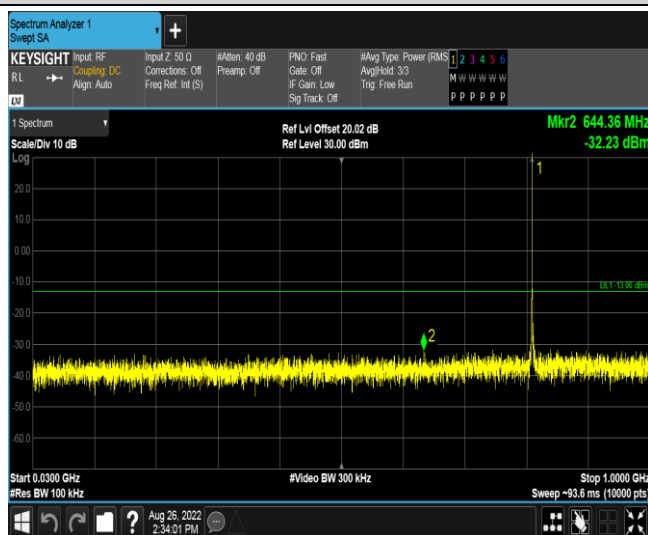 Spectrum Analyzer 1
Swept SA
+
KEYSIGHT
RL
Input: RF
Coupling: DC
Align: Auto
Input Z: 50 Ω
Corrections: Off
Freq Ref: Int (S)
#Atten: 40 dB
Preamp: Off
PNO: Fast
Gate: Off
IF Gain: Low
Sig Track: Off
#Avg Type: Power (RMS
Avg|Hold: 3/3
Trig: Free Run
1 2 3 4 5 6
M W W W W W
P P P P P P
LXI
1 Spectrum
Scale/Div 10 dB
Ref Lvl Offset 20.02 dB
Ref Level 30.00 dBm
Mkr2 644.36 MHz
-32.23 dBm
Log
1
20.0
10.0
0.00
-10.0
DL1 -13.00 dBm
-20.0
2
-30.0
-40.0
-50.0
-60.0
Start 0.0300 GHz
#Video BW 300 kHz
Stop 1.0000 GHz
#Res BW 100 kHz
Sweep ~93.6 ms (10000 pts)
?
Aug 26, 2022
2:34:01 PM